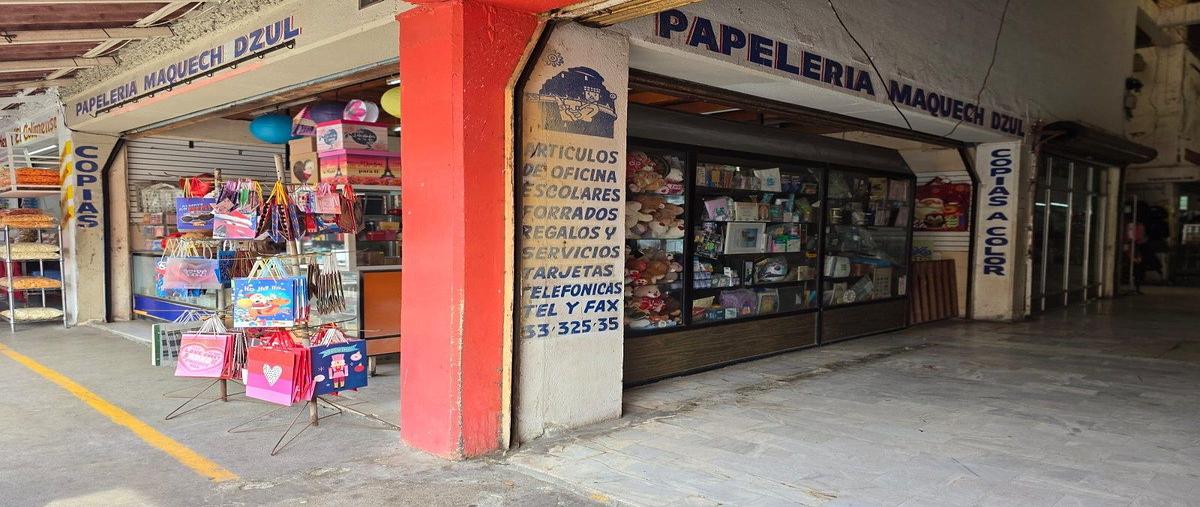 PAPELERIA MAQUECH DZUL
COPIAS
ARTICULOS
DE OFICINA
ESCOLARES
FORRADOS
REGALOS Y
SERVICIOS
TARJETAS
TELEFONICAS
TEL Y FAX
33·325·35
PAPELERIA MAQUECH DZUL
COPIAS A COLOR